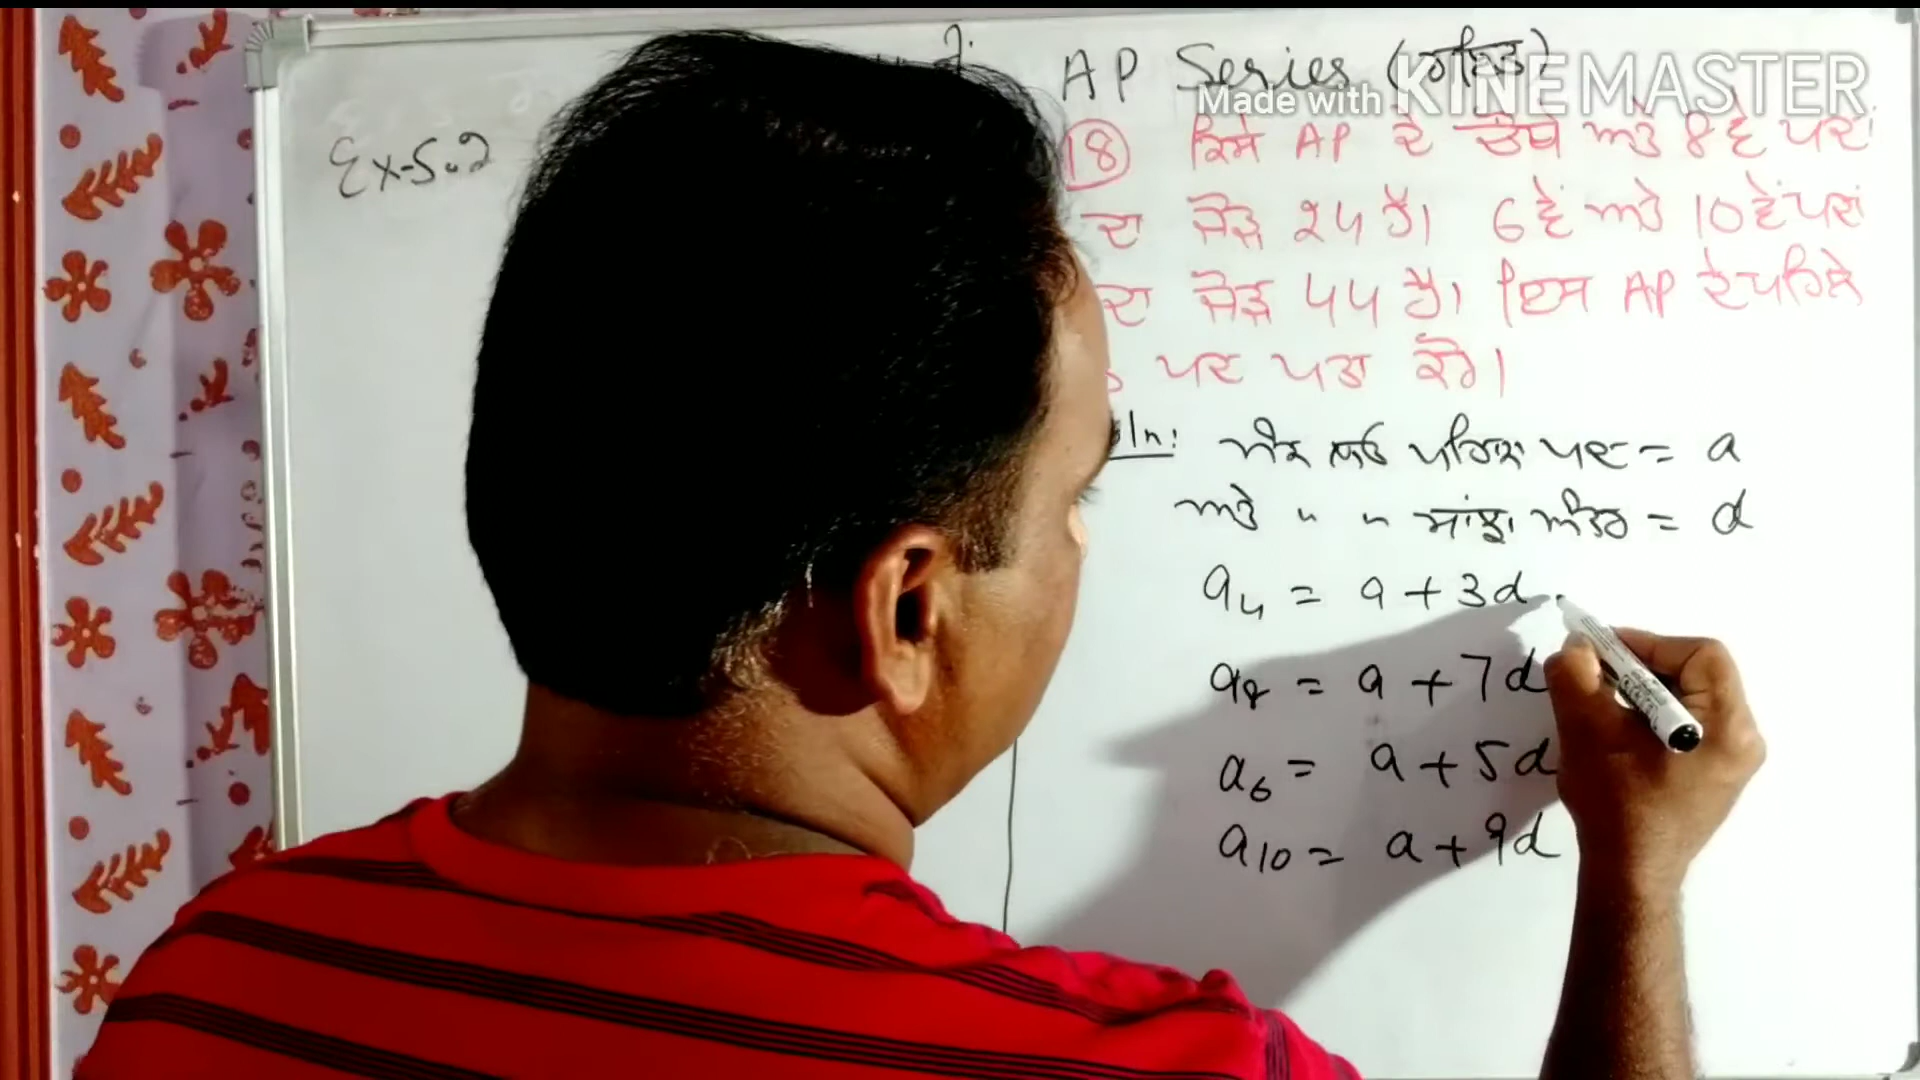 AP Series (ਗਣਿਤ)
Made with KINEMASTER
Ex-5.2
18 ਕਿਸੇ AP ਦੇ ਚੌਥੇ ਅਤੇ 8ਵੇਂ ਪਦਾਂ
ਦਾ ਜੋੜ 24 ਹੈ। 6ਵੇਂ ਅਤੇ 10ਵੇਂ ਪਦਾਂ
ਦਾ ਜੋੜ 44 ਹੈ। ਇਸ AP ਦੇ ਪਹਿਲੇ
ਪਦ ਪਤਾ ਕਰੋ।
ln: ਮੰਨ ਲਓ ਪਹਿਲਾ ਪਦ = a
ਅਤੇ " " ਸਾਂਝਾ ਅੰਤਰ = d
a4 = a + 3d
a8 = a + 7d
a6 = a + 5d
a10 = a + 9d